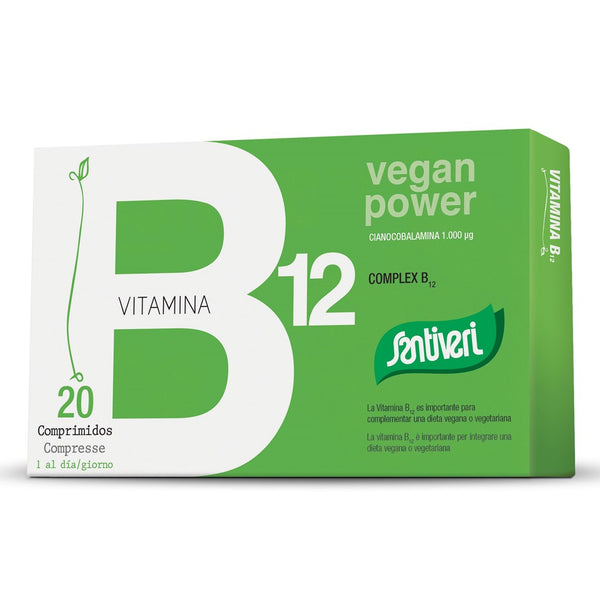 B12
VITAMINA
20
Comprimidos
Compresse
1 al día/giorno
vegan
power
CIANOCOBALAMINA 1.000 µg
COMPLEX B12
Santiveri
La Vitamina B12 es importante para
complementar una dieta vegana o vegetariana
La vitamina B12 è importante per integrare una
dieta vegana o vegetariana
VITAMINA B12